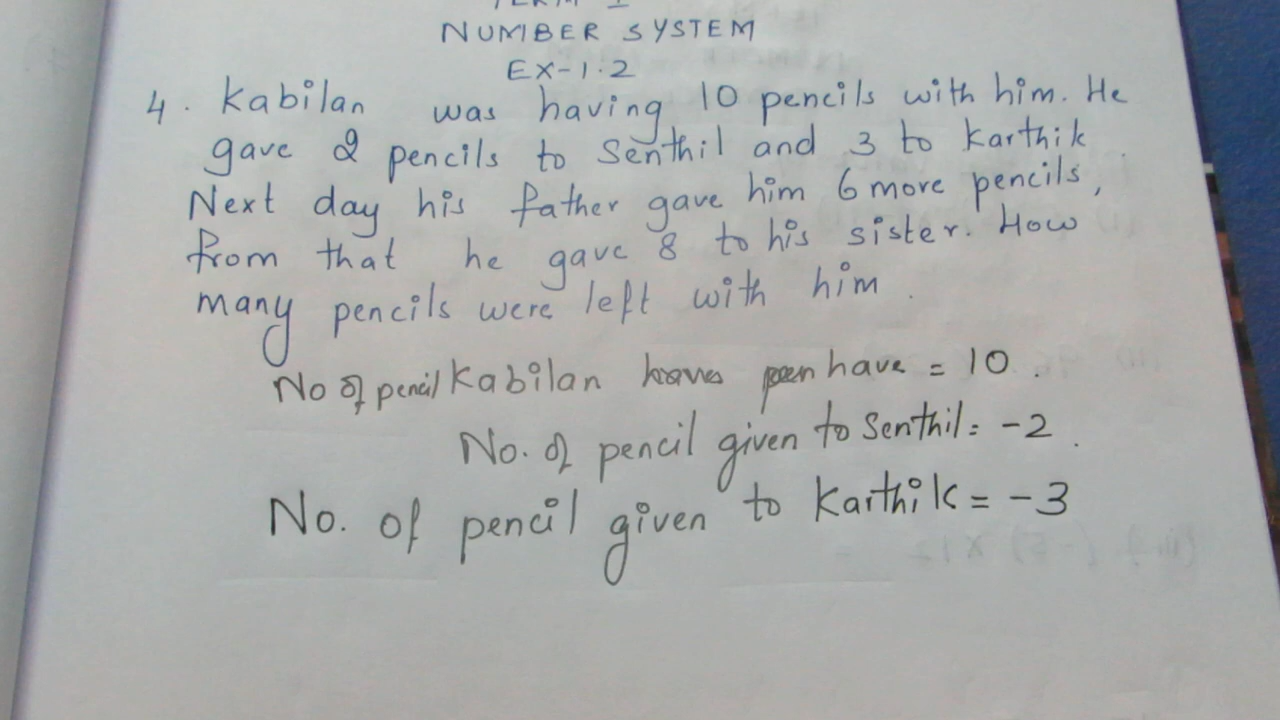 NUMBER SYSTEM
EX-1.2
4. Kabilan was having 10 pencils with him. He
gave 2 pencils to Senthil and 3 to Karthik
Next day his father gave him 6 more pencils,
from that he gave 8 to his sister. How
many pencils were left with him.
No of pencil Kabilan have = 10.
No. of pencil given to Senthil = -2.
No. of pencil given to Karthik = -3